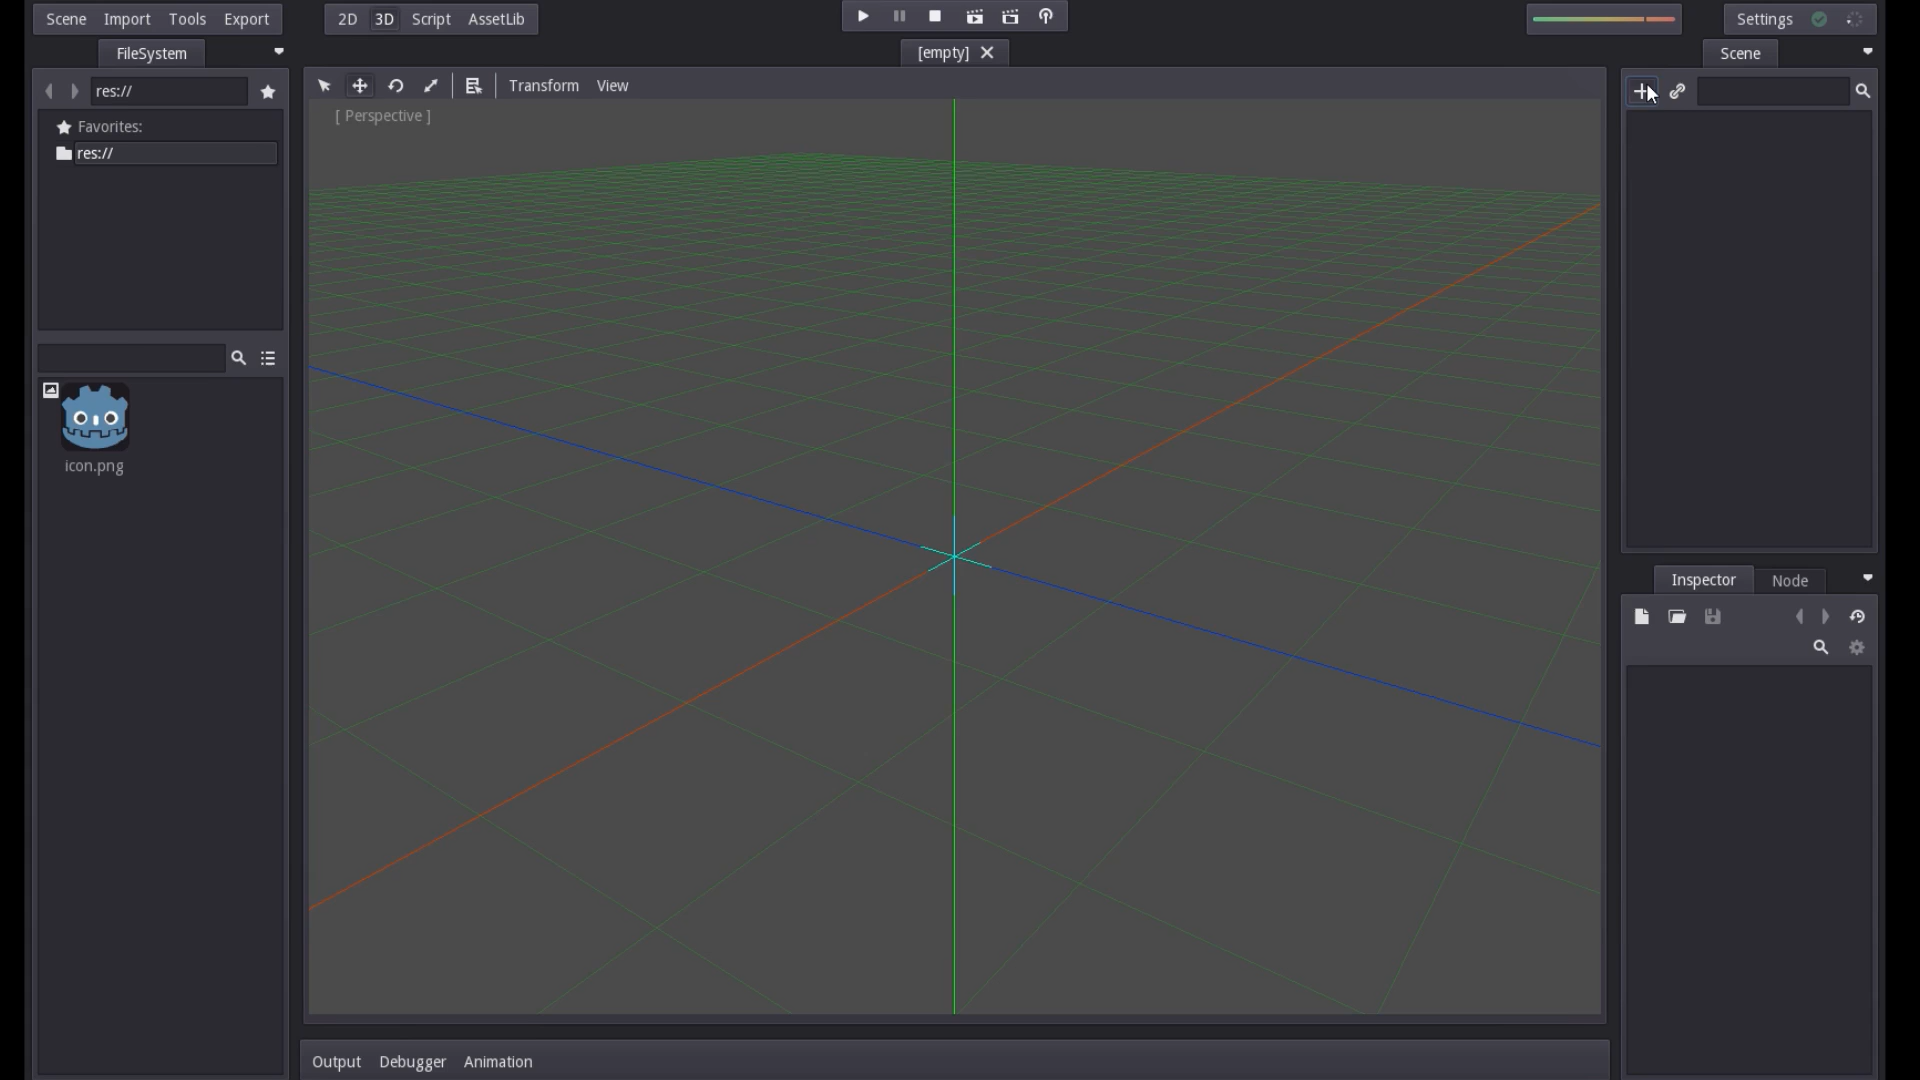 Scene Import Tools Export
2D 3D Script AssetLib
Settings
FileSystem
[empty]
Scene
res://
Transform View
[ Perspective ]
Favorites:
res://
icon.png
Inspector Node
Output Debugger Animation